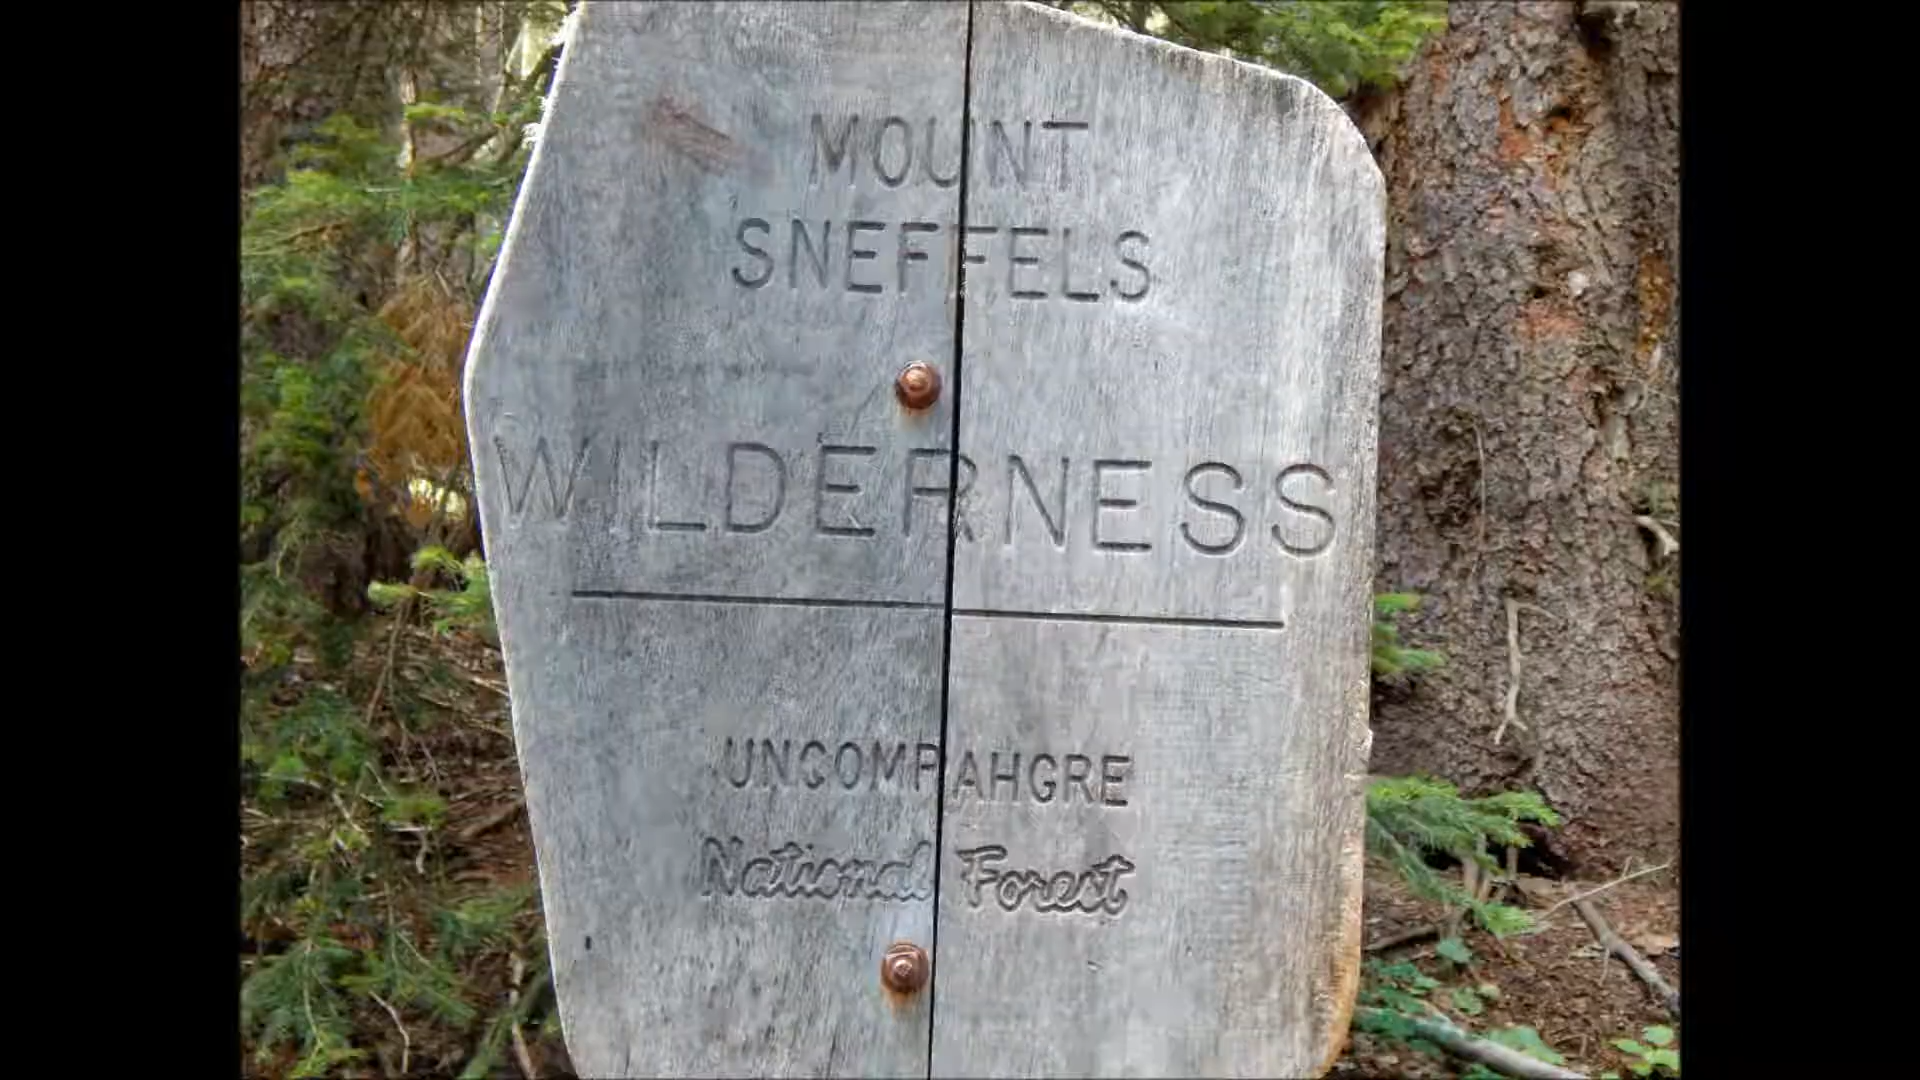 MOUNT
SNEFFELS
WILDERNESS
UNCOMPAHGRE
National Forest